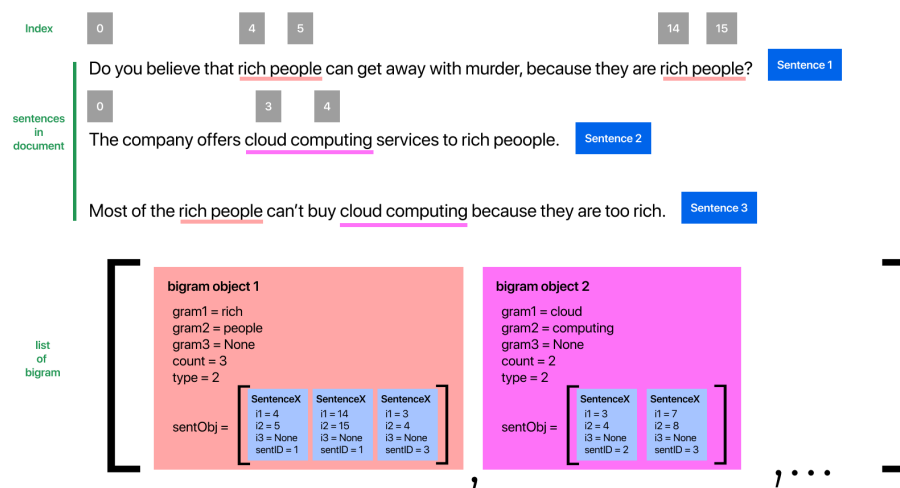 Index
0
4
5
14
15
Do you believe that rich people can get away with murder, because they are rich people?
Sentence 1
0
3
4
sentences
in
document
The company offers cloud computing services to rich peoople.
Sentence 2
Most of the rich people can't buy cloud computing because they are too rich.
Sentence 3
list
of
bigram
bigram object 1
gram1 = rich
gram2 = people
gram3 = None
count = 3
type = 2
sentObj =
SentenceX
i1 = 4
i2 = 5
i3 = None
sentID = 1
SentenceX
i1 = 14
i2 = 15
i3 = None
sentID = 1
SentenceX
i1 = 3
i2 = 4
i3 = None
sentID = 3
,
bigram object 2
gram1 = cloud
gram2 = computing
gram3 = None
count = 2
type = 2
sentObj =
SentenceX
i1 = 3
i2 = 4
i3 = None
sentID = 2
SentenceX
i1 = 7
i2 = 8
i3 = None
sentID = 3
,...